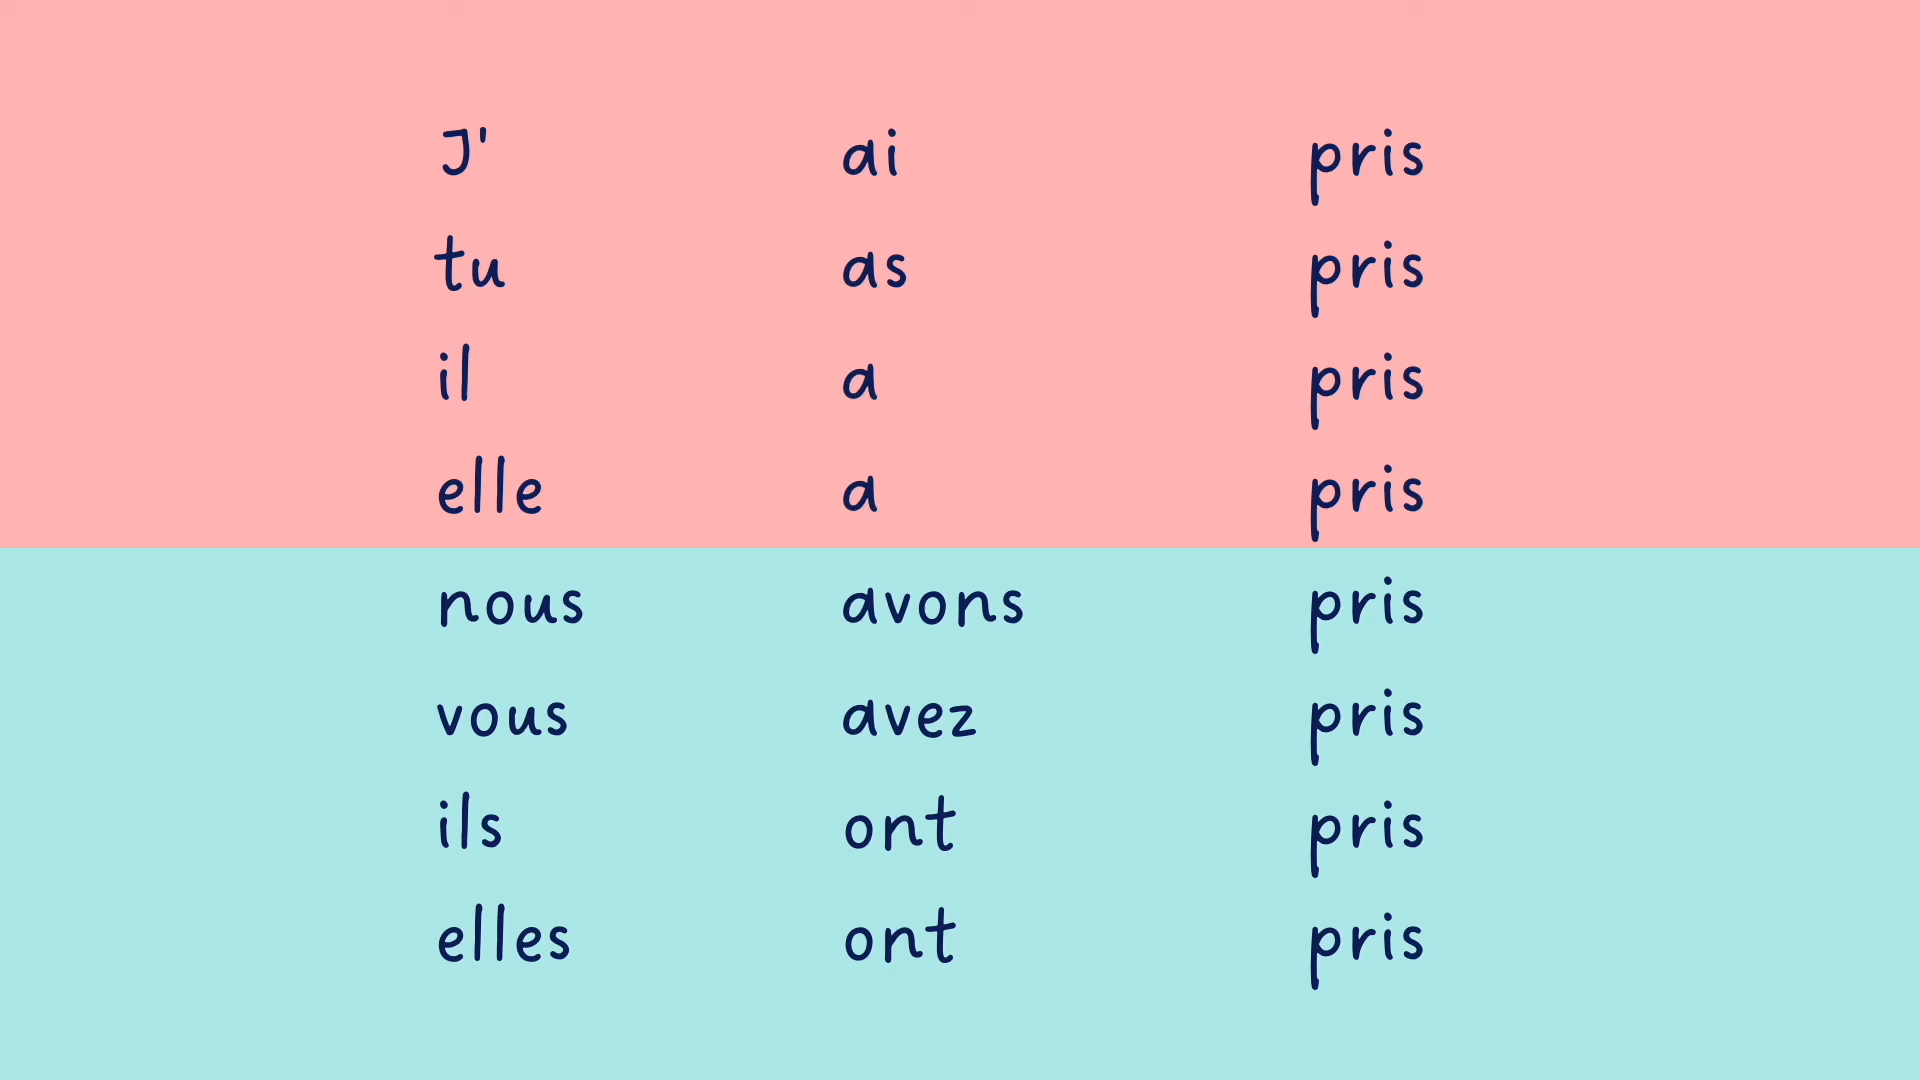 J' ai pris
tu as pris
il a pris
elle a pris
nous avons pris
vous avez pris
ils ont pris
elles ont pris